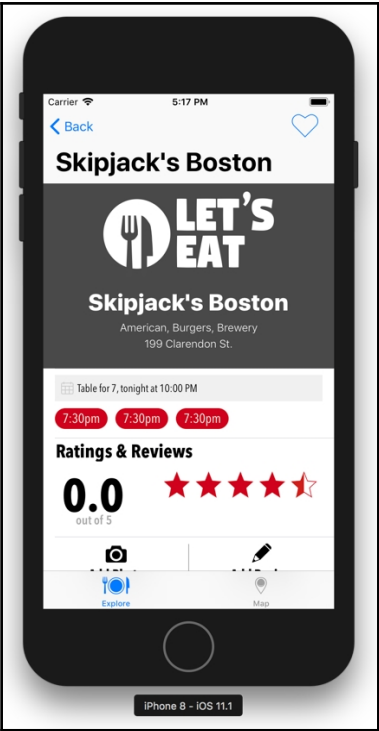 Carrier 5:17 PM
Back
Skipjack's Boston
LET'S
EAT
Skipjack's Boston
American, Burgers, Brewery
199 Clarendon St.
Table for 7, tonight at 10:00 PM
7:30pm 7:30pm 7:30pm
Ratings & Reviews
0.0
out of 5
Explore Map
iPhone 8 - iOS 11.1